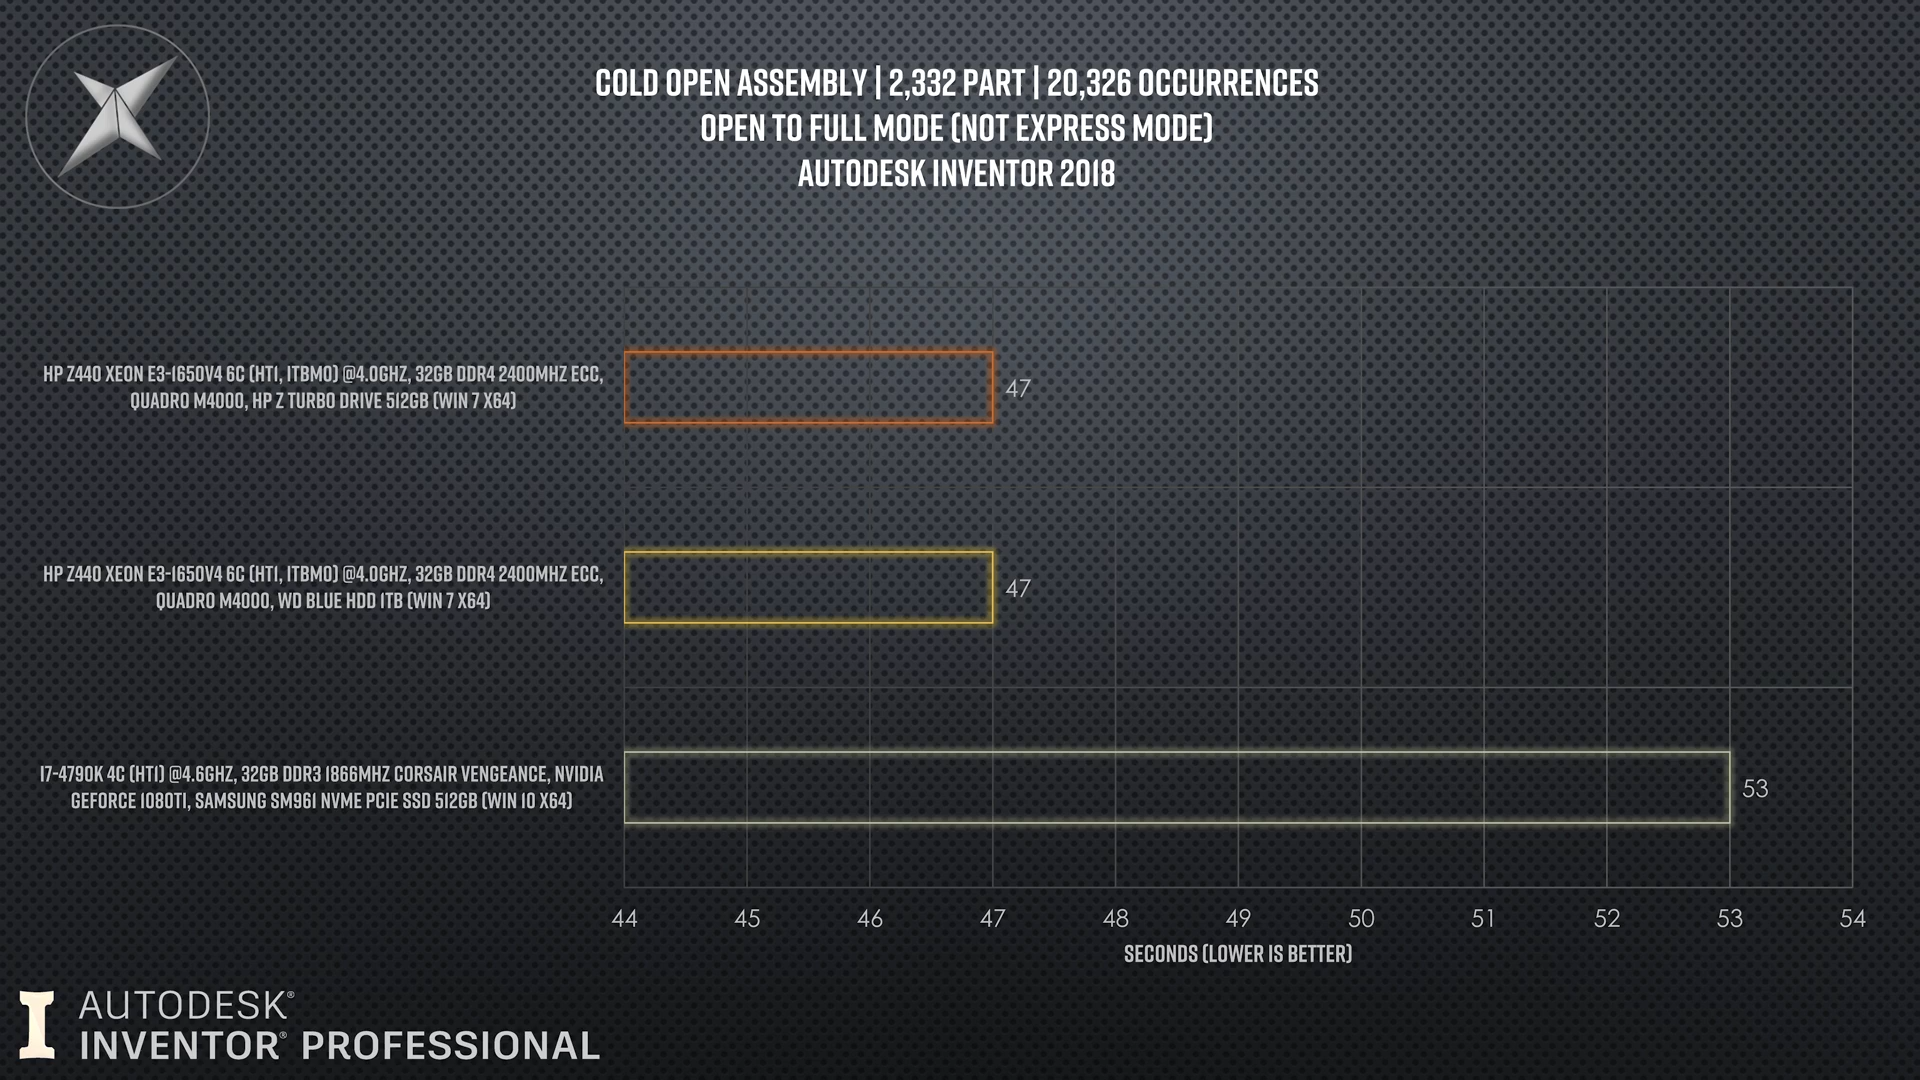 COLD OPEN ASSEMBLY | 2,332 PART | 20,326 OCCURRENCES
OPEN TO FULL MODE (NOT EXPRESS MODE)
AUTODESK INVENTOR 2018
HP Z440 XEON E3-1650V4 6C (HT1, ITBM0) @4.0GHZ, 32GB DDR4 2400MHZ ECC,
QUADRO M4000, HP Z TURBO DRIVE 512GB (WIN 7 X64)
47
HP Z440 XEON E3-1650V4 6C (HT1, ITBM0) @4.0GHZ, 32GB DDR4 2400MHZ ECC,
QUADRO M4000, WD BLUE HDD 1TB (WIN 7 X64)
47
I7-4790K 4C (HT1) @4.6GHZ, 32GB DDR3 1866MHZ CORSAIR VENGEANCE, NVIDIA
GEFORCE 1080TI, SAMSUNG SM961 NVME PCIE SSD 512GB (WIN 10 X64)
53
44 45 46 47 48 49 50 51 52 53 54
SECONDS (LOWER IS BETTER)
AUTODESK®
INVENTOR® PROFESSIONAL